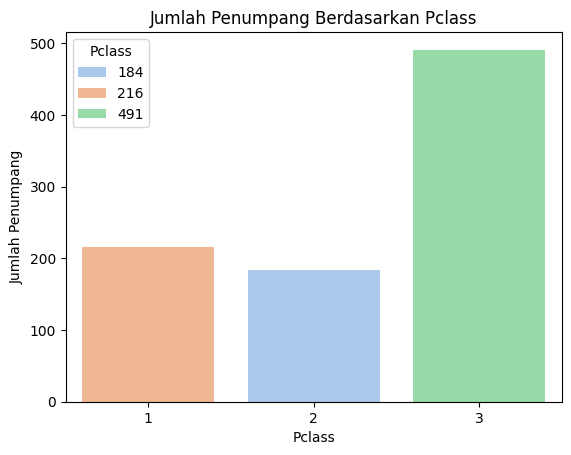 Jumlah Penumpang Berdasarkan Pclass
Pclass
184
216
491
500
400
300
200
100
0
Jumlah Penumpang
1 2 3
Pclass